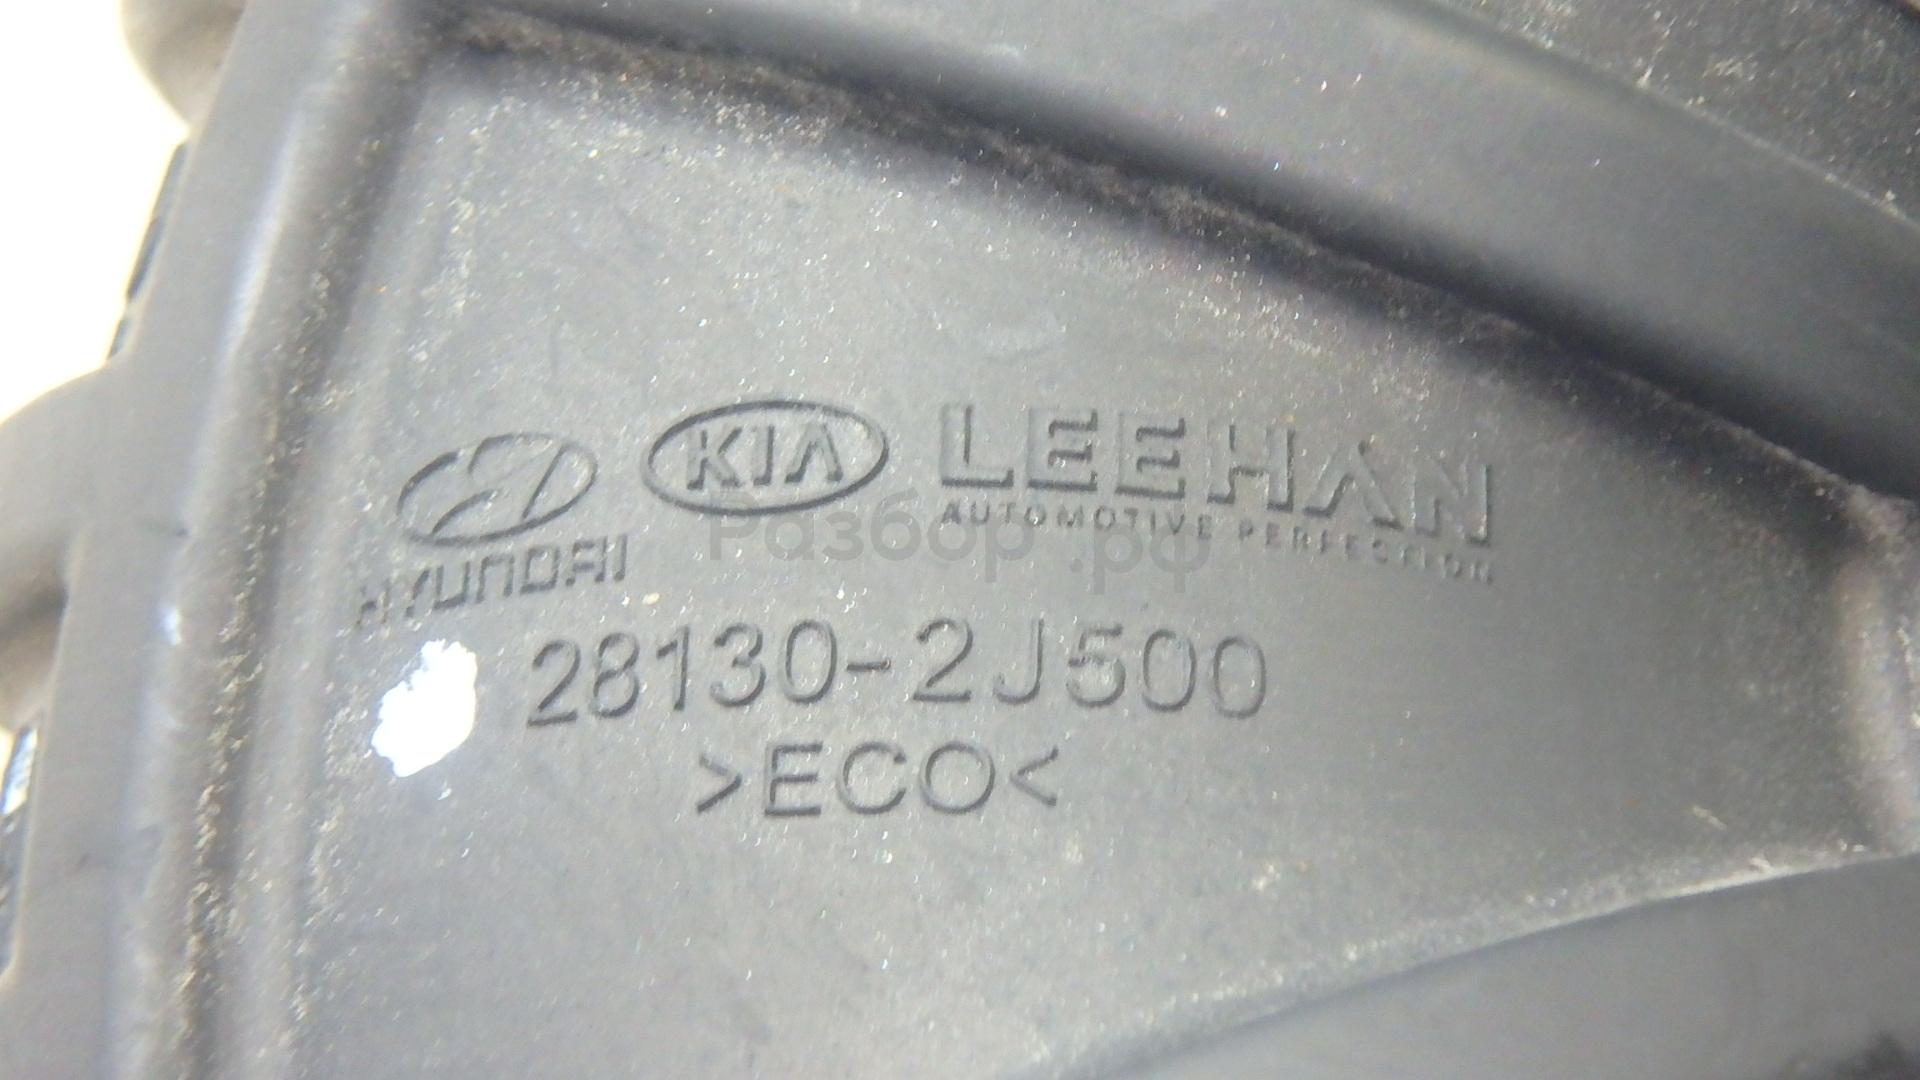 KIA LEEHAN
AUTOMOTIVE PERFECTION
HYUNDAI
Разбор.рф
28130-2J500
>ECO<